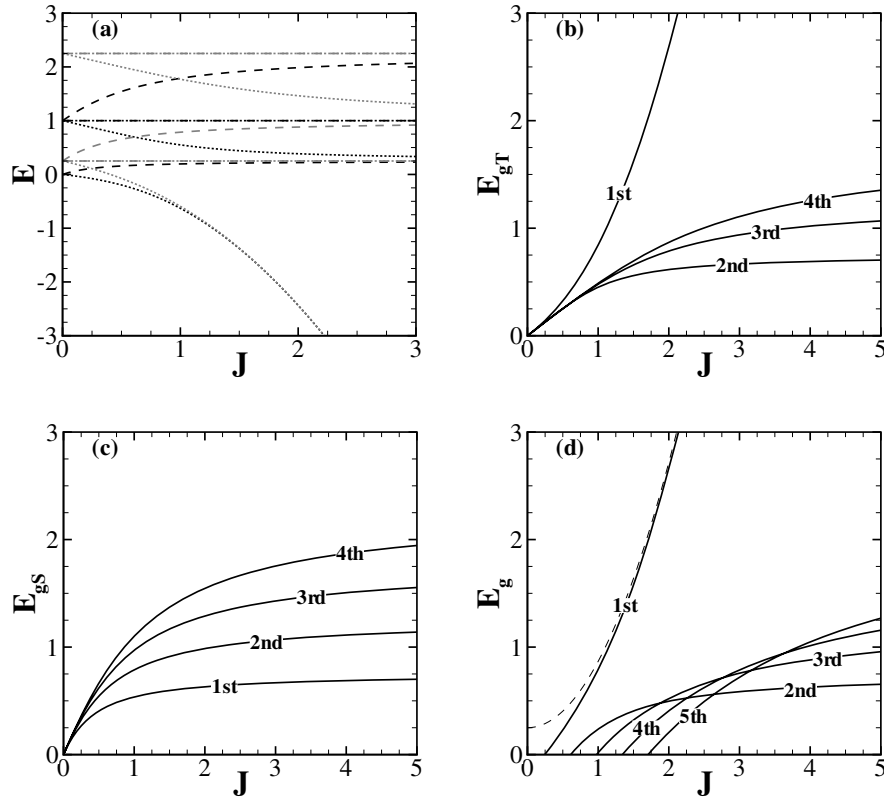 (a)
3
2
1
0
-1
-2
-3
E
0 1 2 3
J
(b)
3
2
1
0
E_gT
1st
4th
3rd
2nd
0 1 2 3 4 5
J
(c)
3
2
1
0
E_gS
4th
3rd
2nd
1st
0 1 2 3 4 5
J
(d)
3
2
1
0
E_g
1st
3rd
2nd
4th
5th
0 1 2 3 4 5
J